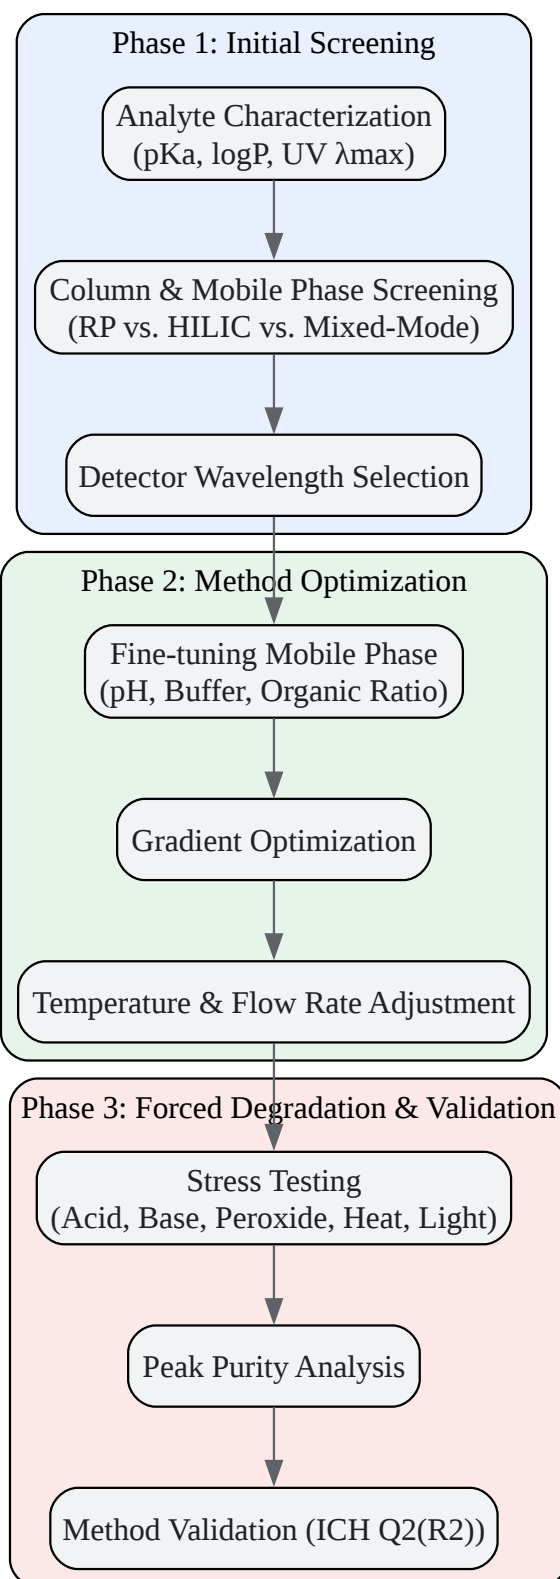 Phase 1: Initial Screening
Analyte Characterization
(pKa, logP, UV λmax)
Column & Mobile Phase Screening
(RP vs. HILIC vs. Mixed-Mode)
Detector Wavelength Selection
Phase 2: Method Optimization
Fine-tuning Mobile Phase
(pH, Buffer, Organic Ratio)
Gradient Optimization
Temperature & Flow Rate Adjustment
Phase 3: Forced Degradation & Validation
Stress Testing
(Acid, Base, Peroxide, Heat, Light)
Peak Purity Analysis
Method Validation (ICH Q2(R2))